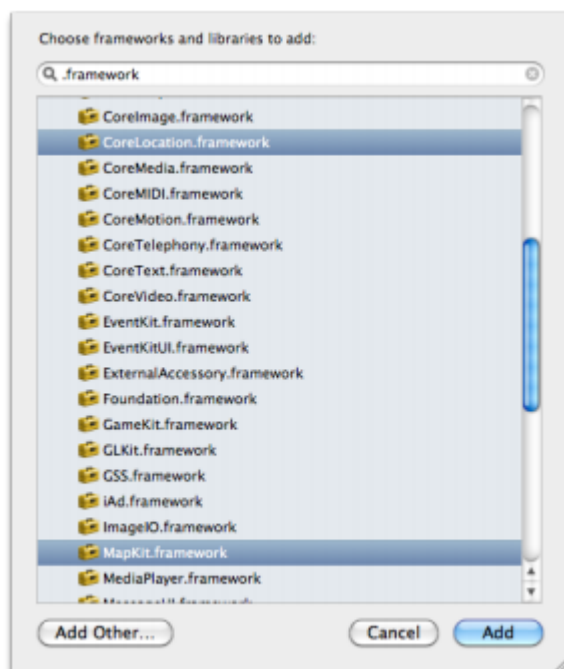 Choose frameworks and libraries to add:
.framework
CoreImage.framework
CoreLocation.framework
CoreMedia.framework
CoreMIDI.framework
CoreMotion.framework
CoreTelephony.framework
CoreText.framework
CoreVideo.framework
EventKit.framework
EventKitUI.framework
ExternalAccessory.framework
Foundation.framework
GameKit.framework
GLKit.framework
GSS.framework
iAd.framework
ImageIO.framework
MapKit.framework
MediaPlayer.framework
Add Other...
Cancel
Add